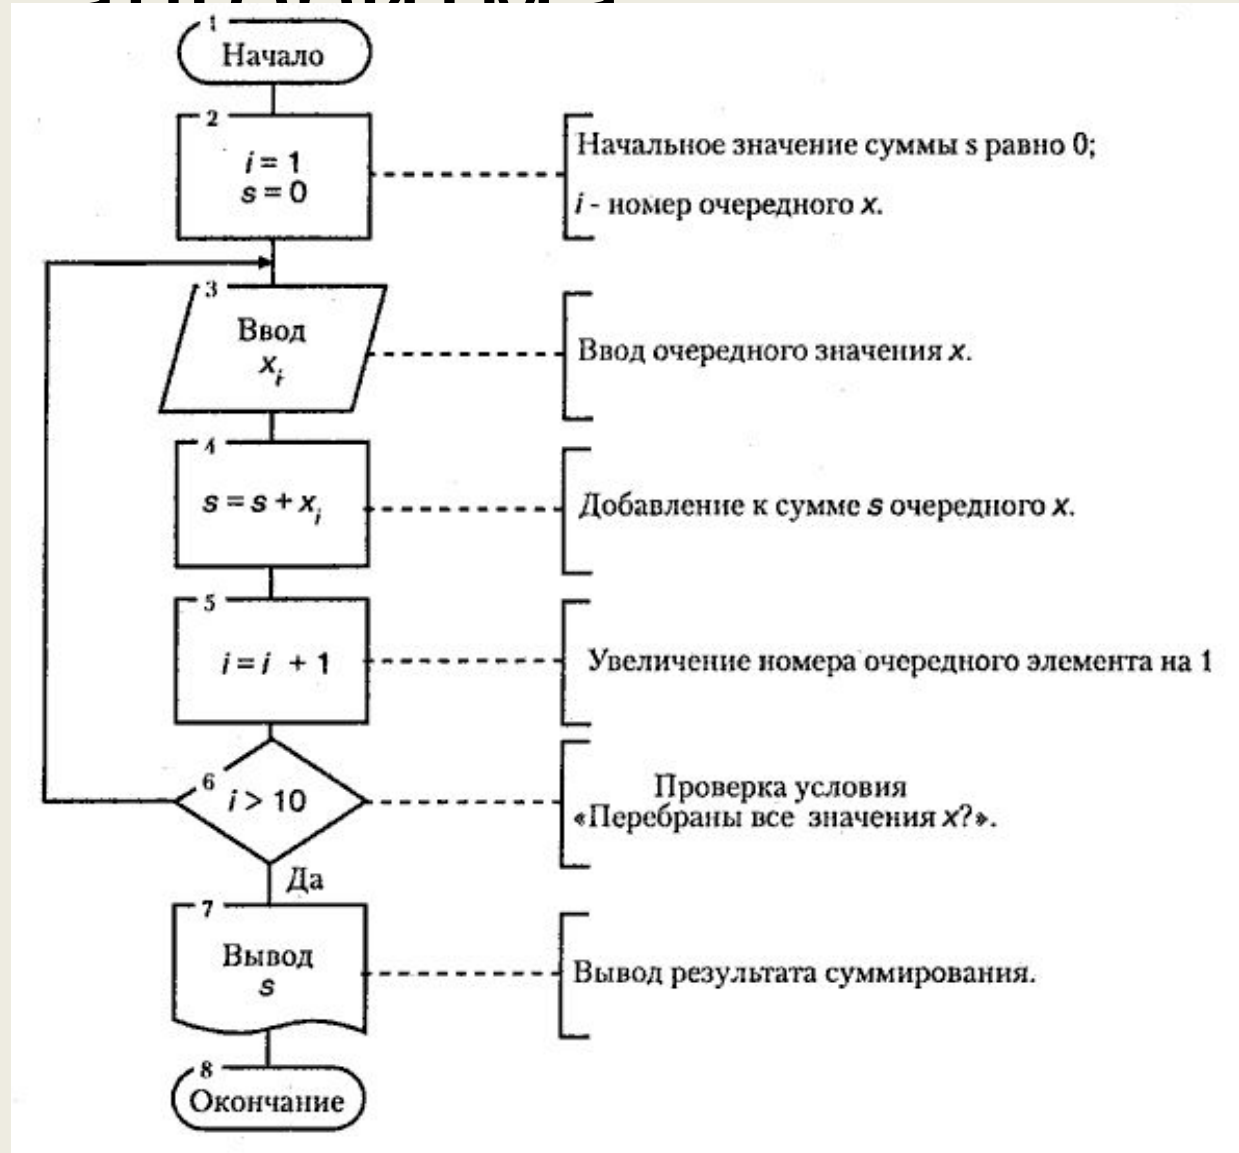 1
Начало
2
i = 1
s = 0
Начальное значение суммы s равно 0;
i - номер очередного x.
3
Ввод
xi
Ввод очередного значения x.
4
s = s + xi
Добавление к сумме s очередного x.
5
i = i + 1
Увеличение номера очередного элемента на 1
6
i > 10
Проверка условия
«Перебраны все значения x?».
Да
7
Вывод
s
Вывод результата суммирования.
8
Окончание